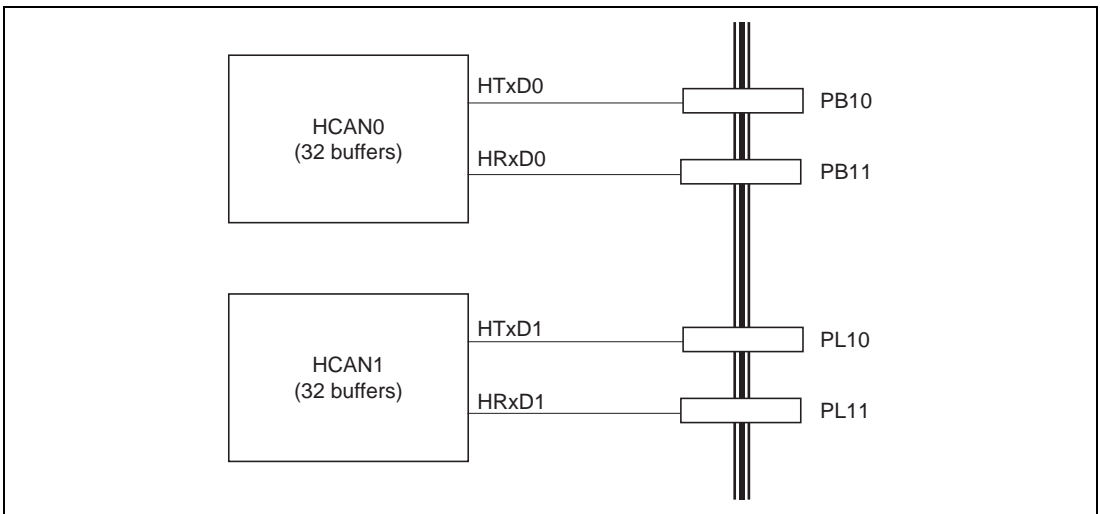 HTxD0
PB10
HCAN0
(32 buffers)
HRxD0
PB11
HTxD1
PL10
HCAN1
(32 buffers)
HRxD1
PL11